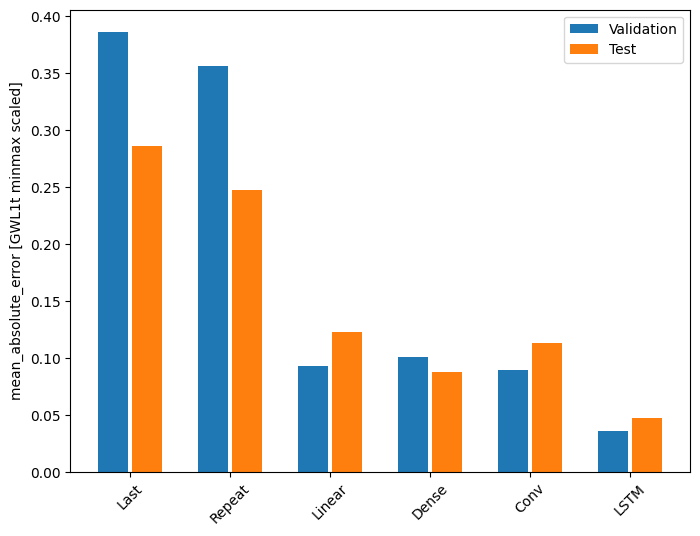 mean_absolute_error [GWL1t minmax scaled]
0.40
0.35
0.30
0.25
0.20
0.15
0.10
0.05
0.00
Validation
Test
Last
Repeat
Linear
Dense
Conv
LSTM